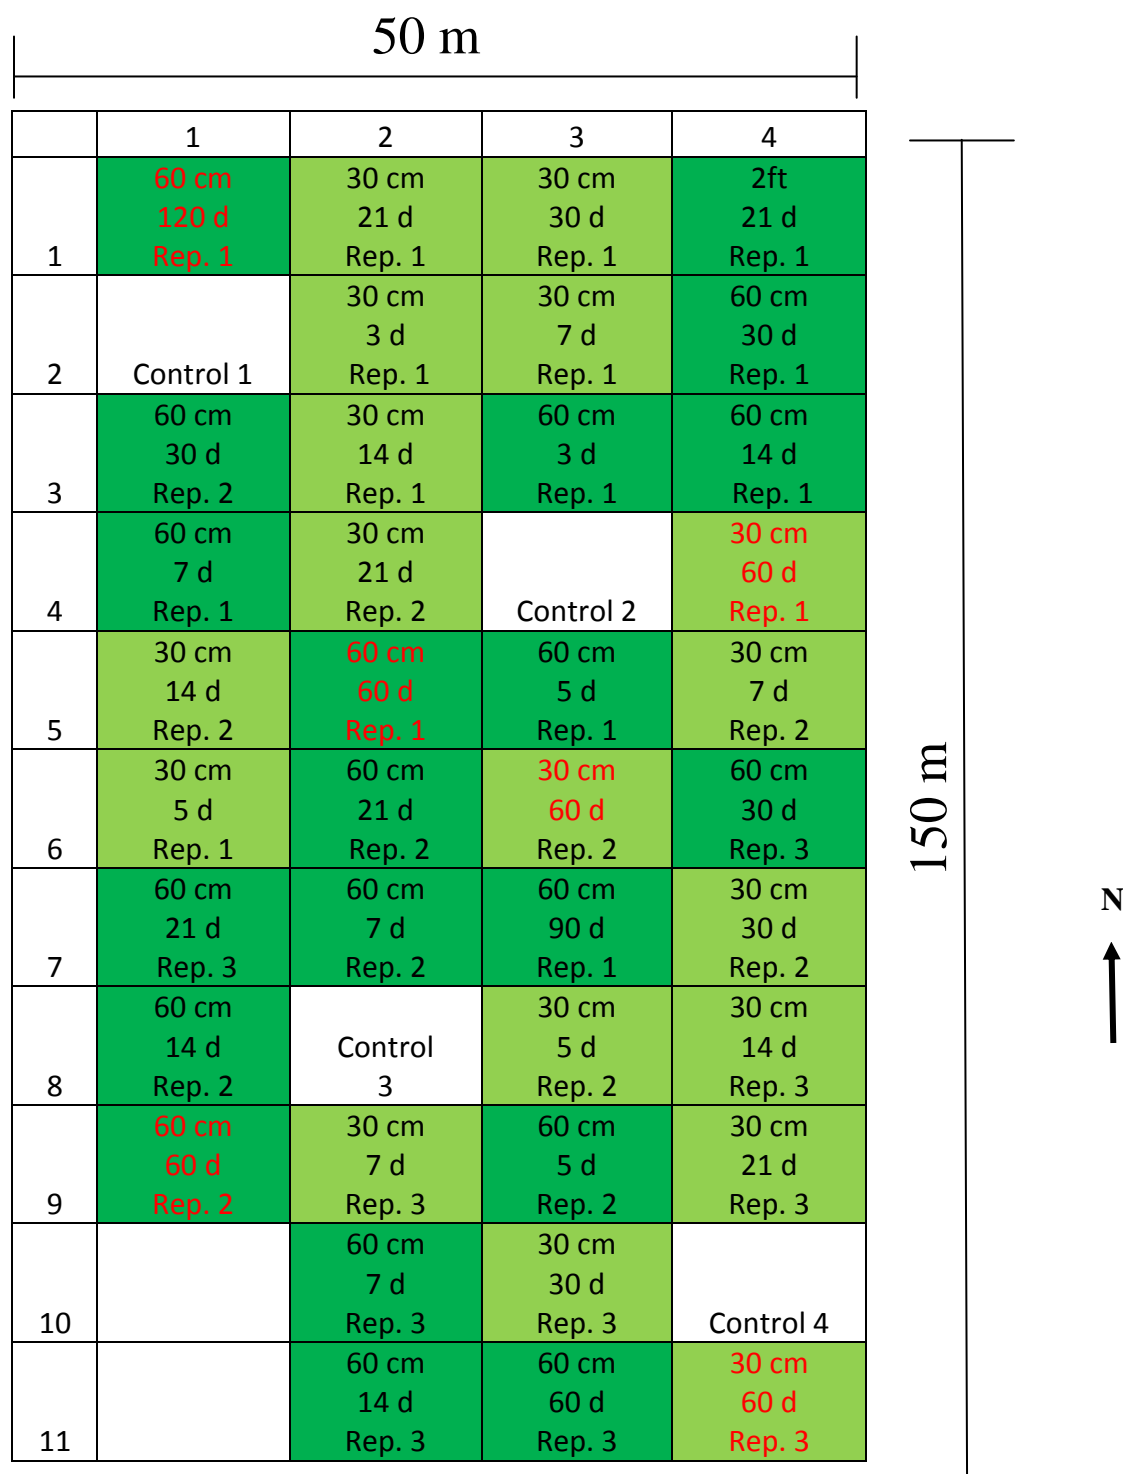 50 m
1 2 3 4
60 cm 30 cm 30 cm 2ft
120 d 21 d 30 d 21 d
1 Rep. 1 Rep. 1 Rep. 1 Rep. 1
30 cm 30 cm 60 cm
3 d 7 d 30 d
2 Control 1 Rep. 1 Rep. 1 Rep. 1
60 cm 30 cm 60 cm 60 cm
30 d 14 d 3 d 14 d
3 Rep. 2 Rep. 1 Rep. 1 Rep. 1
60 cm 30 cm 30 cm
7 d 21 d 60 d
4 Rep. 1 Rep. 2 Control 2 Rep. 1
30 cm 60 cm 60 cm 30 cm
14 d 60 d 5 d 7 d
5 Rep. 2 Rep. 1 Rep. 1 Rep. 2
30 cm 60 cm 30 cm 60 cm
5 d 21 d 60 d 30 d
6 Rep. 1 Rep. 2 Rep. 2 Rep. 3
60 cm 60 cm 60 cm 30 cm
21 d 7 d 90 d 30 d
7 Rep. 3 Rep. 2 Rep. 1 Rep. 2
60 cm 30 cm 30 cm
14 d Control 5 d 14 d
8 Rep. 2 3 Rep. 2 Rep. 3
60 cm 30 cm 60 cm 30 cm
60 d 7 d 5 d 21 d
9 Rep. 2 Rep. 3 Rep. 2 Rep. 3
60 cm 30 cm
7 d 30 d
10 Rep. 3 Rep. 3 Control 4
60 cm 60 cm 30 cm
14 d 60 d 60 d
11 Rep. 3 Rep. 3 Rep. 3
150 m
N